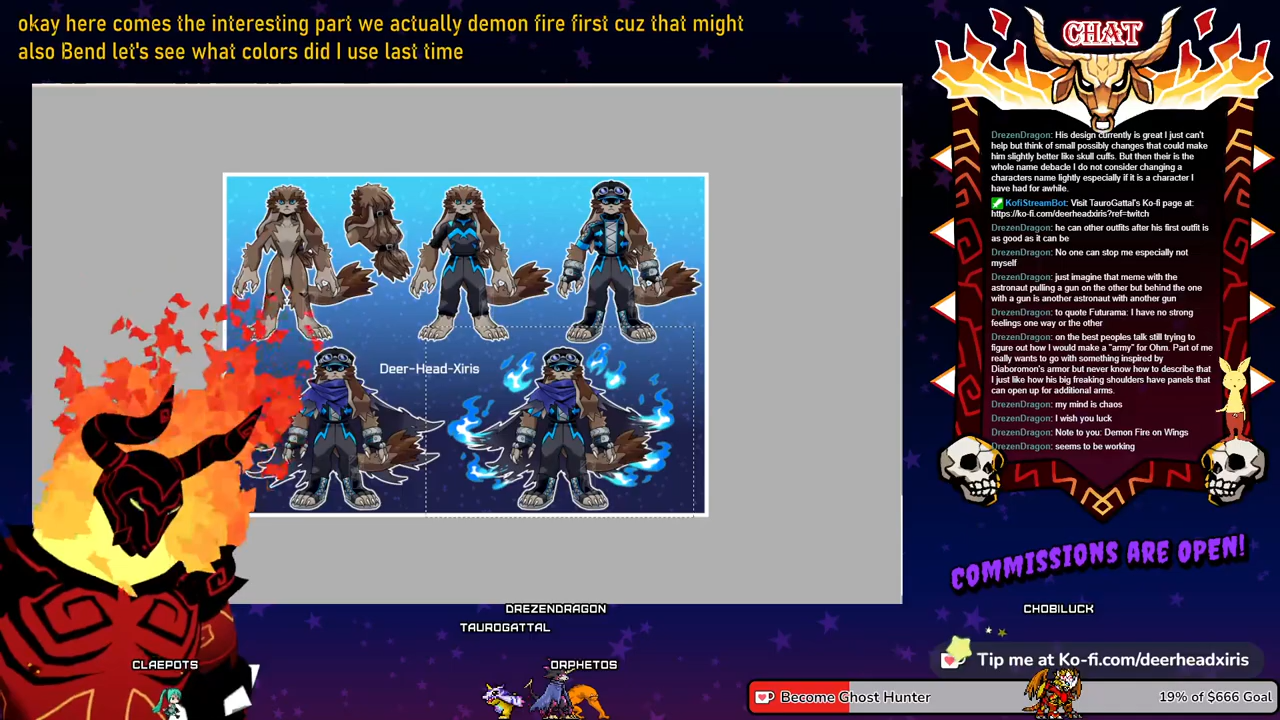 okay here comes the interesting part we actually demon fire first cuz that might
also Bend let's see what colors did I use last time
CHAT
DrezenDragon: His design currently is great I just can't
help but think of small possibly changes that could make
him slightly better like skull cuffs. But then their is the
whole name debacle I do not consider changing a
characters name lightly especially if it is a character I
have had for awhile.
KofiStreamBot: Visit TauroGattal's Ko-fi page at:
https://ko-fi.com/deerheadxiris?ref=twitch
DrezenDragon: he can other outfits after his first outfit is
as good as it can be
DrezenDragon: No one can stop me especially not
myself
DrezenDragon: just imagine that meme with the
astronaut pulling a gun on the other but behind the one
with a gun is another astronaut with another gun
DrezenDragon: to quote Futurama: I have no strong
feelings one way or the other
DrezenDragon: on the best peoples talk still trying to
figure out how I would make a "army" for Ohm. Part of me
really wants to go with something inspired by
Diaboromon's armor but never know how to describe that
I just like how his big freaking shoulders have panels that
can open up for additional arms.
DrezenDragon: my mind is chaos
DrezenDragon: I wish you luck
DrezenDragon: Note to you: Demon Fire on Wings
DrezenDragon: seems to be working
Deer-Head-Xiris
COMMISSIONS ARE OPEN!
DREZENDRAGON
TAUROGATTAL
CHOBILUCK
CLAEPOTS
ORPHETOS
Tip me at Ko-fi.com/deerheadxiris
Become Ghost Hunter
19% of $666 Goal